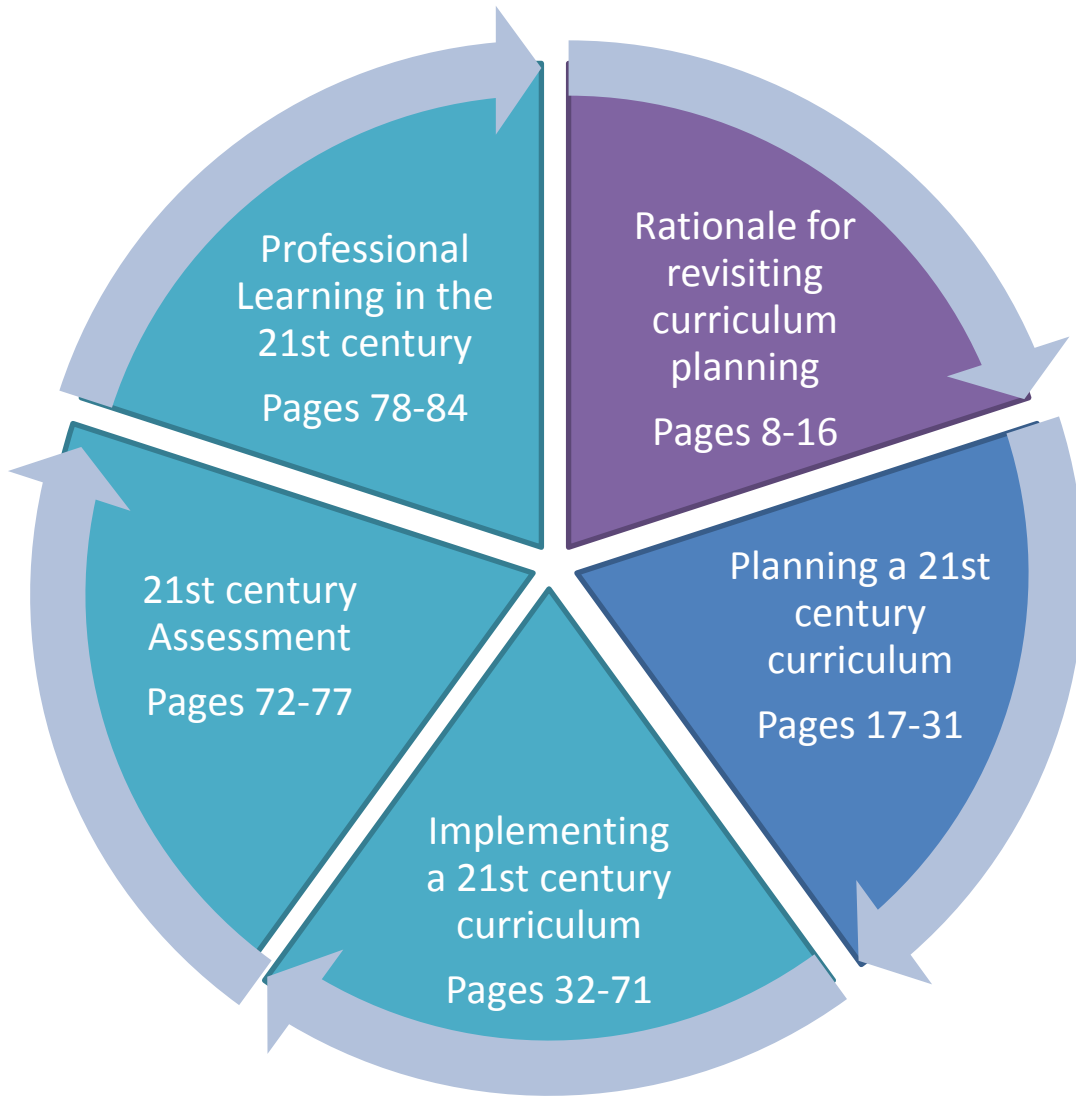 Rationale for
revisiting
curriculum
planning
Pages 8-16
Planning a 21st
century
curriculum
Pages 17-31
Implementing
a 21st century
curriculum
Pages 32-71
21st century
Assessment
Pages 72-77
Professional
Learning in the
21st century
Pages 78-84